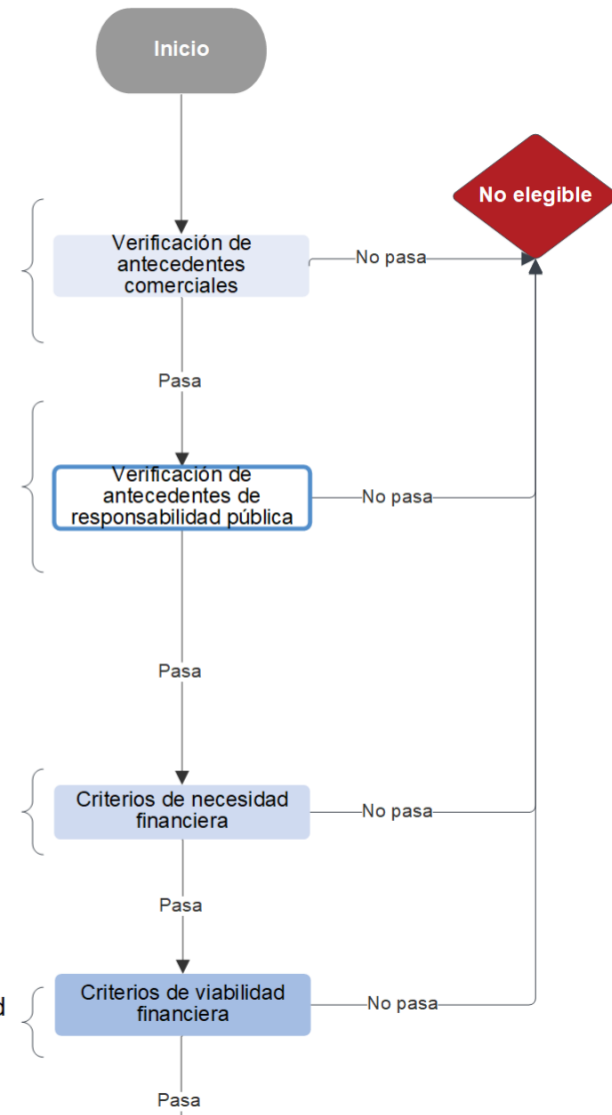 Inicio
No elegible
Verificación de
antecedentes
comerciales
No pasa
Pasa
Verificación de
antecedentes de
responsabilidad pública
No pasa
Pasa
Criterios de necesidad
financiera
No pasa
Pasa
Criterios de viabilidad
financiera
No pasa
Pasa